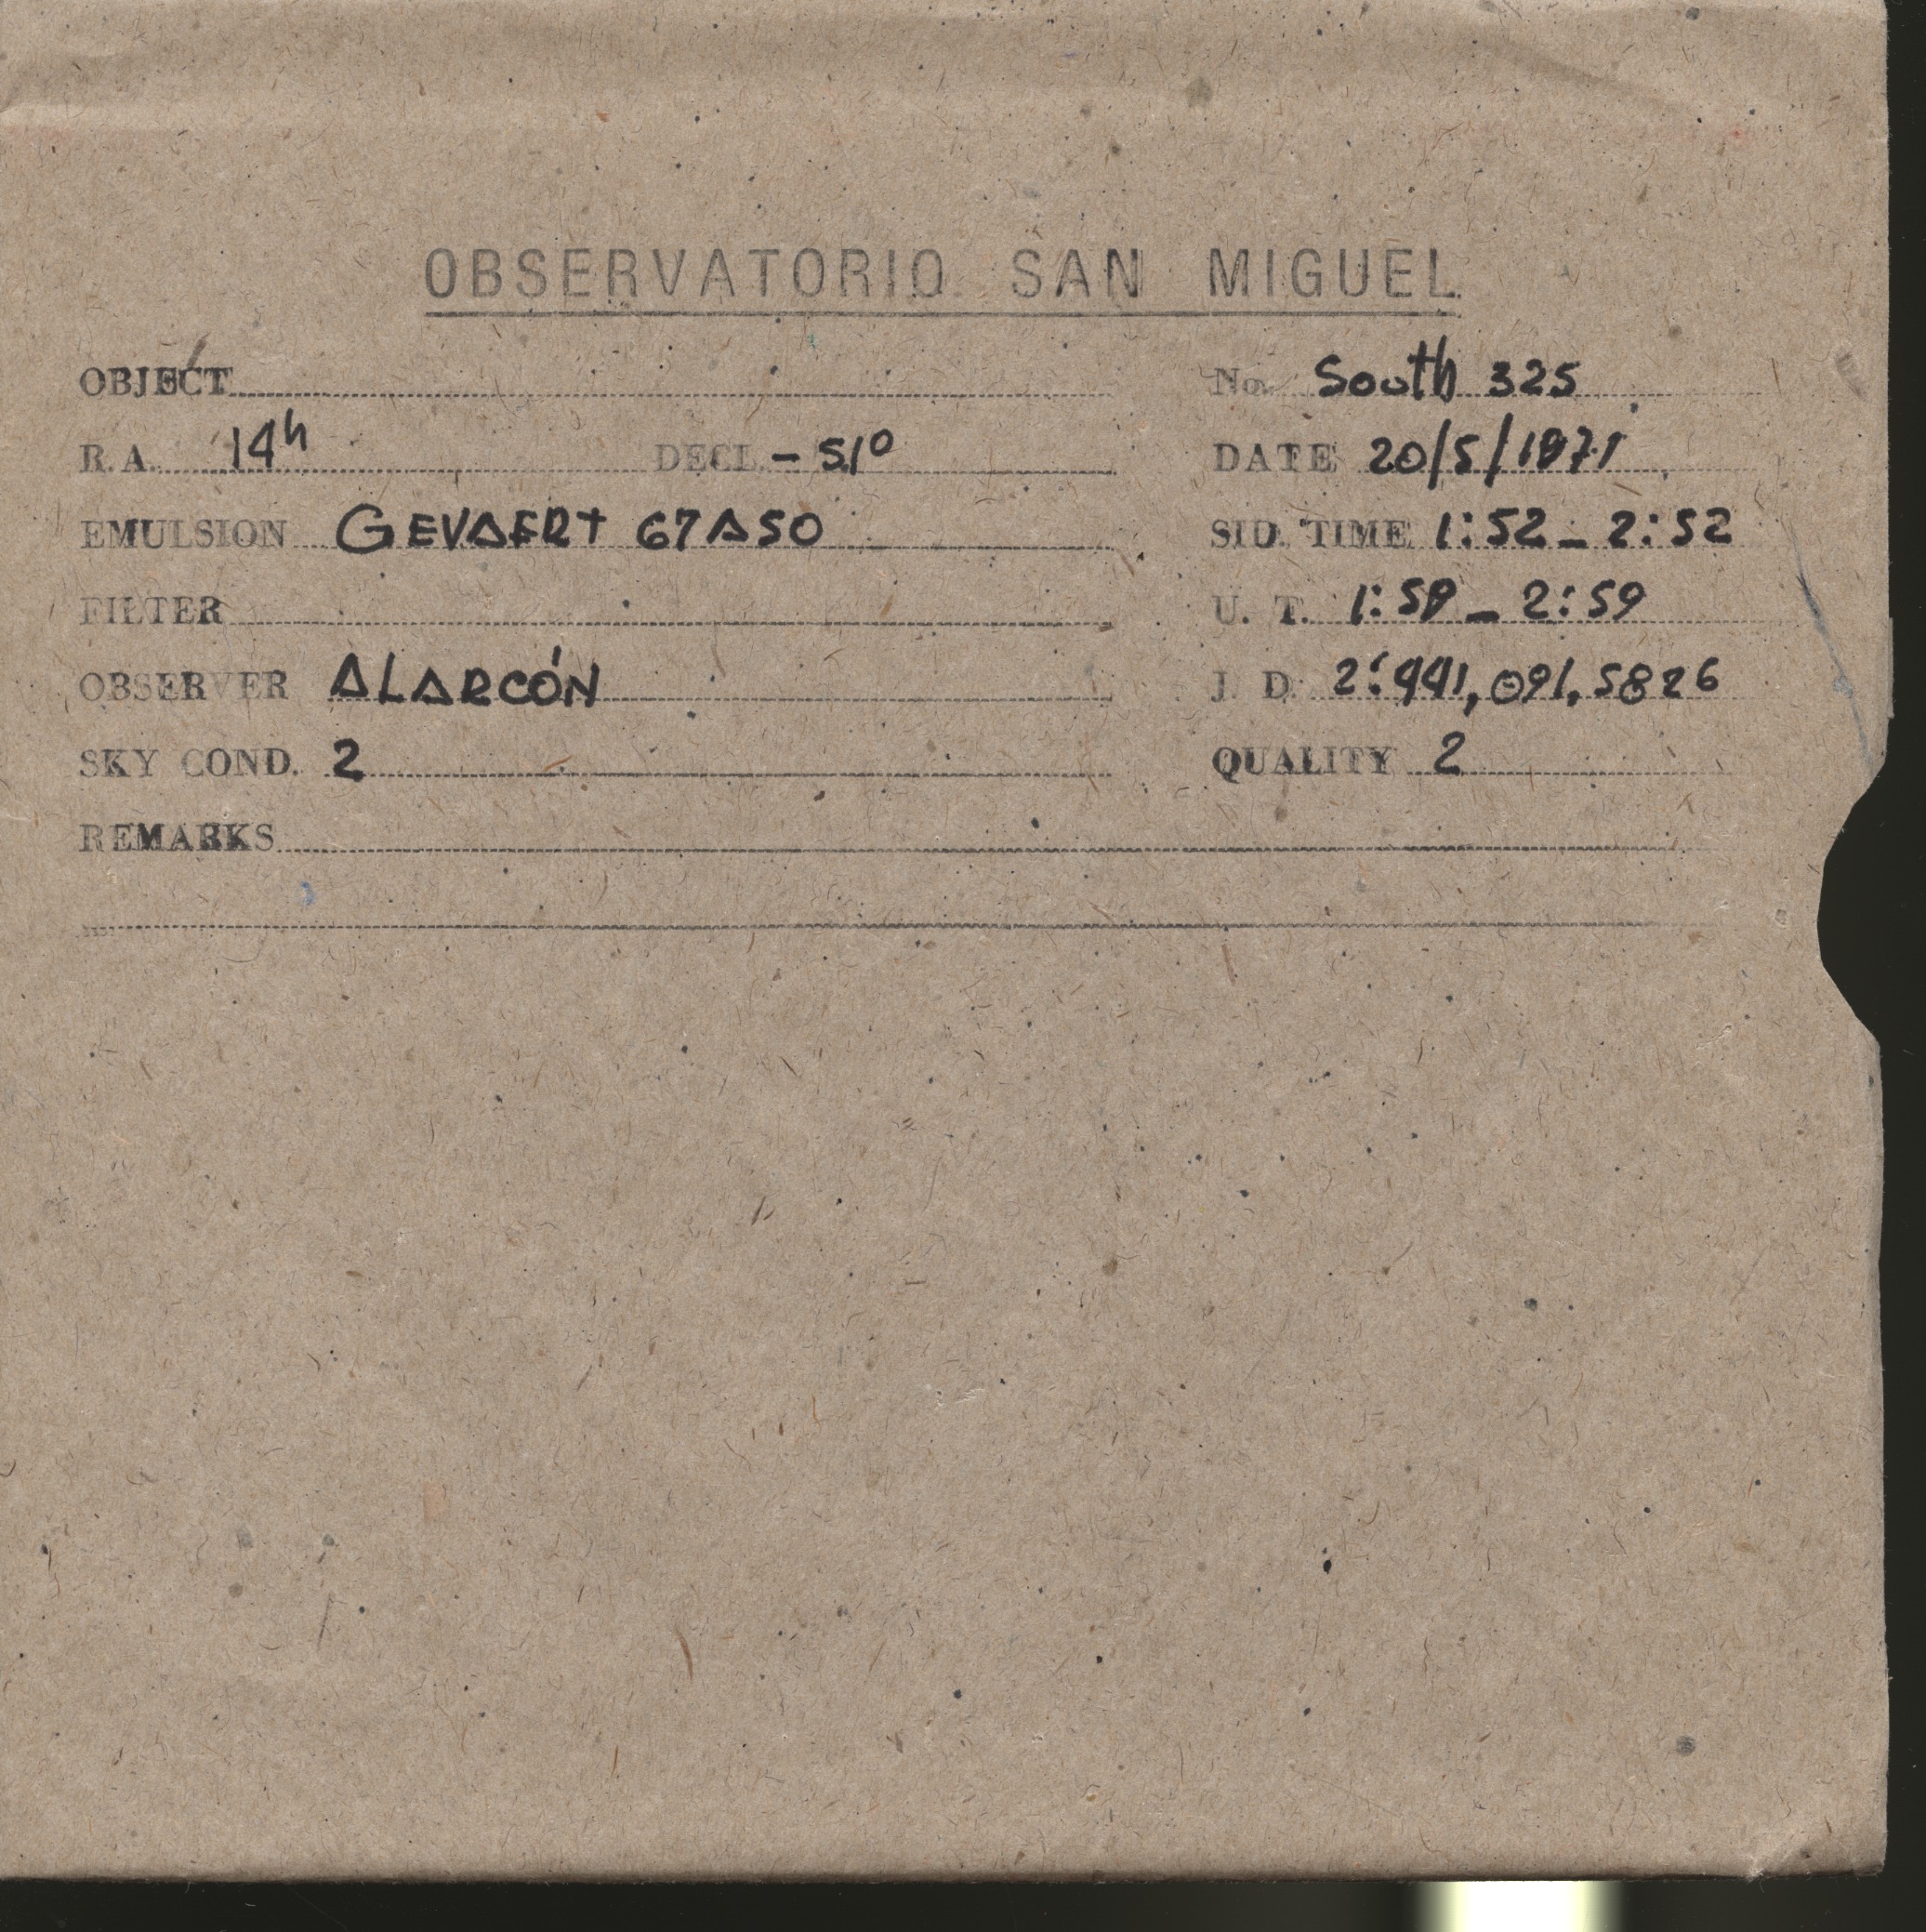 OBSERVATORIO SAN MIGUEL
OBJECT No. South 325
R.A. 14h DECL - 51° DATE 20/5/1971
EMULSION GEVAERT 67A50 SID. TIME 1:52 - 2:52
FILTER U. T. 1:59 - 2:59
OBSERVER ALARCÓN J. D. 2'441,091.5826
SKY COND. 2 QUALITY 2
REMARKS